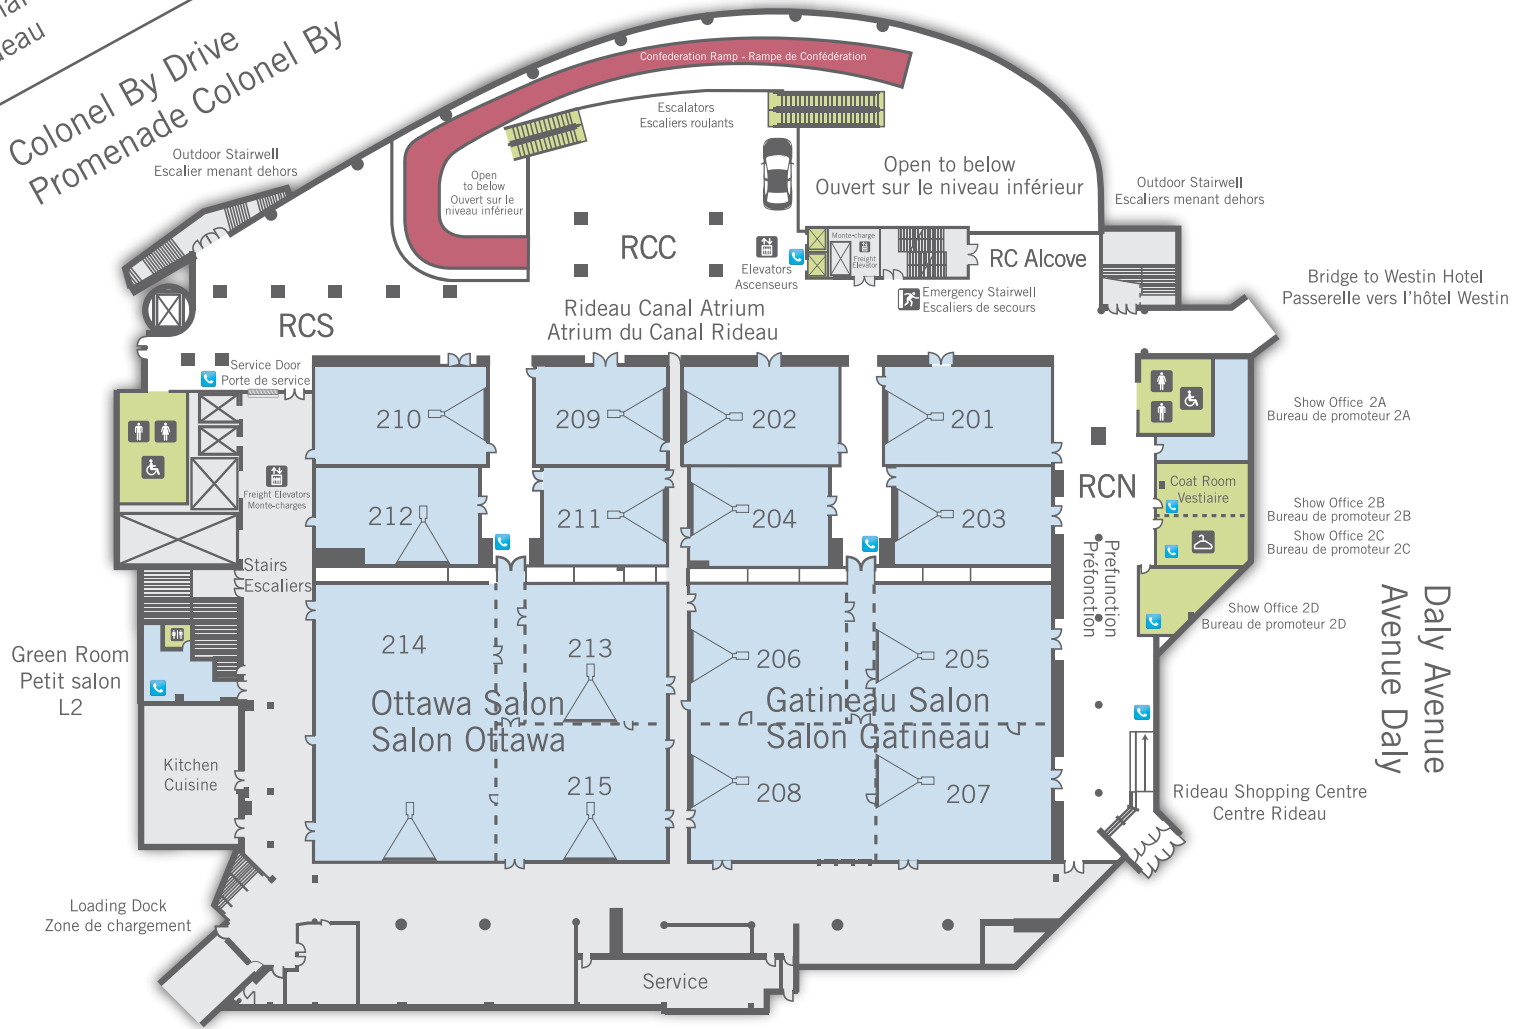 Colonel By Drive
Promenade Colonel By
Outdoor Stairwell
Escalier menant dehors
Confederation Ramp - Rampe de Confédération
Escalators
Escaliers roulants
Open
to below
Ouvert sur le
niveau inférieur
Open to below
Ouvert sur le niveau inférieur
Outdoor Stairwell
Escaliers menant dehors
RCC
Elevators
Ascenseurs
Monte-charge
Freight
Elevator
RC Alcove
Emergency Stairwell
Escaliers de secours
Bridge to Westin Hotel
Passerelle vers l'hôtel Westin
RCS
Rideau Canal Atrium
Atrium du Canal Rideau
Service Door
Porte de service
210
209
202
201
Show Office 2A
Bureau de promoteur 2A
Freight Elevators
Monte-charges
212
211
204
203
RCN
Coat Room
Vestiaire
Show Office 2B
Bureau de promoteur 2B
Show Office 2C
Bureau de promoteur 2C
Prefunction
Préfonction
Stairs
Escaliers
Show Office 2D
Bureau de promoteur 2D
Daly Avenue
Avenue Daly
Green Room
Petit salon
L2
214
213
206
205
Ottawa Salon
Salon Ottawa
Gatineau Salon
Salon Gatineau
Kitchen
Cuisine
215
208
207
Rideau Shopping Centre
Centre Rideau
Loading Dock
Zone de chargement
Service